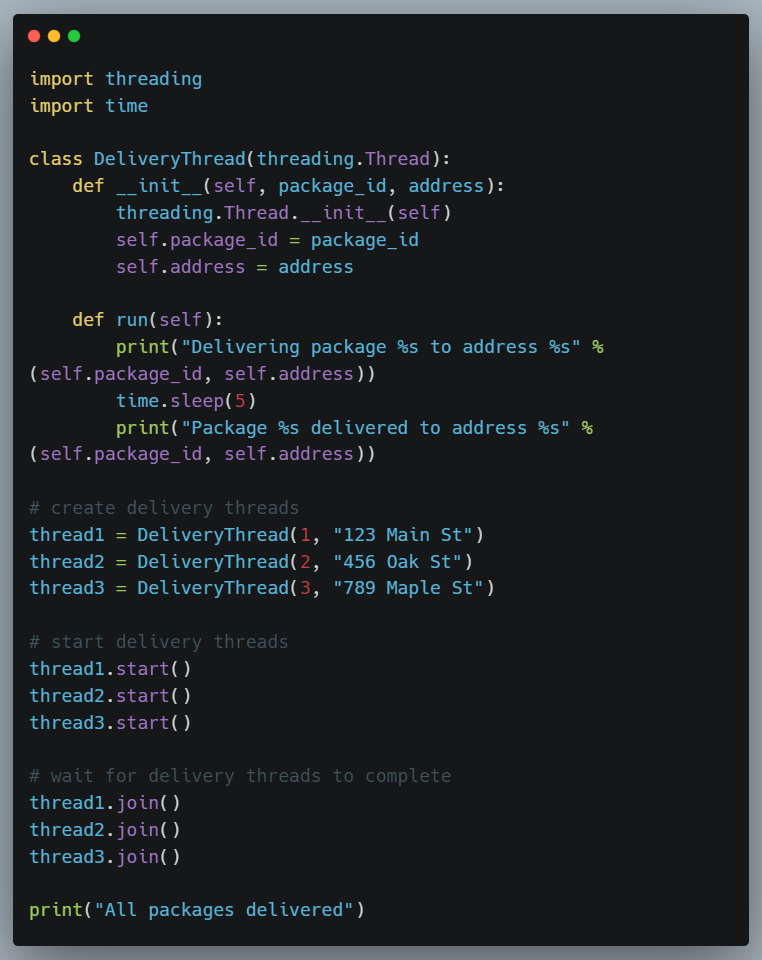 import threading
import time

class DeliveryThread(threading.Thread):
    def __init__(self, package_id, address):
        threading.Thread.__init__(self)
        self.package_id = package_id
        self.address = address

    def run(self):
        print("Delivering package %s to address %s" %
(self.package_id, self.address))
        time.sleep(5)
        print("Package %s delivered to address %s" %
(self.package_id, self.address))

# create delivery threads
thread1 = DeliveryThread(1, "123 Main St")
thread2 = DeliveryThread(2, "456 Oak St")
thread3 = DeliveryThread(3, "789 Maple St")

# start delivery threads
thread1.start()
thread2.start()
thread3.start()

# wait for delivery threads to complete
thread1.join()
thread2.join()
thread3.join()

print("All packages delivered")